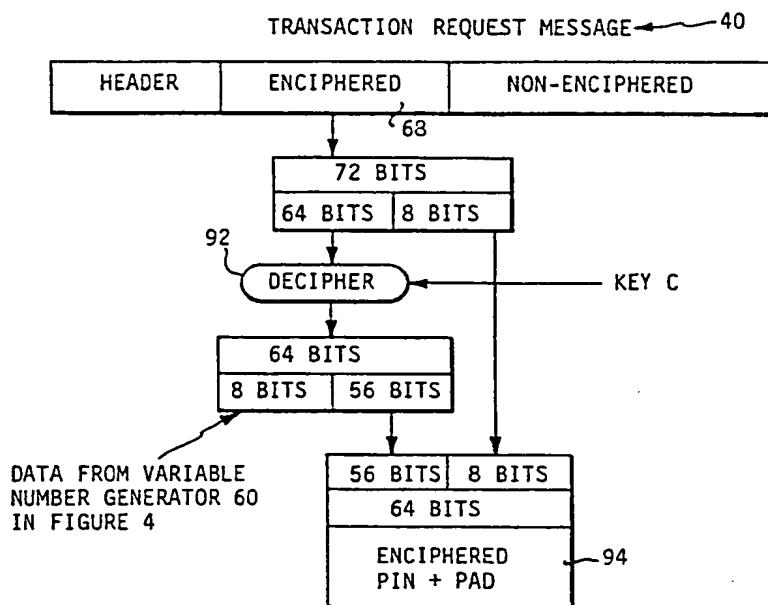 TRANSACTION REQUEST MESSAGE 40
HEADER ENCIPHERED NON-ENCIPHERED
68
72 BITS
64 BITS 8 BITS
92
DECIPHER KEY C
64 BITS
8 BITS 56 BITS
DATA FROM VARIABLE
NUMBER GENERATOR 60
IN FIGURE 4
56 BITS 8 BITS
64 BITS
ENCIPHERED
PIN + PAD
94